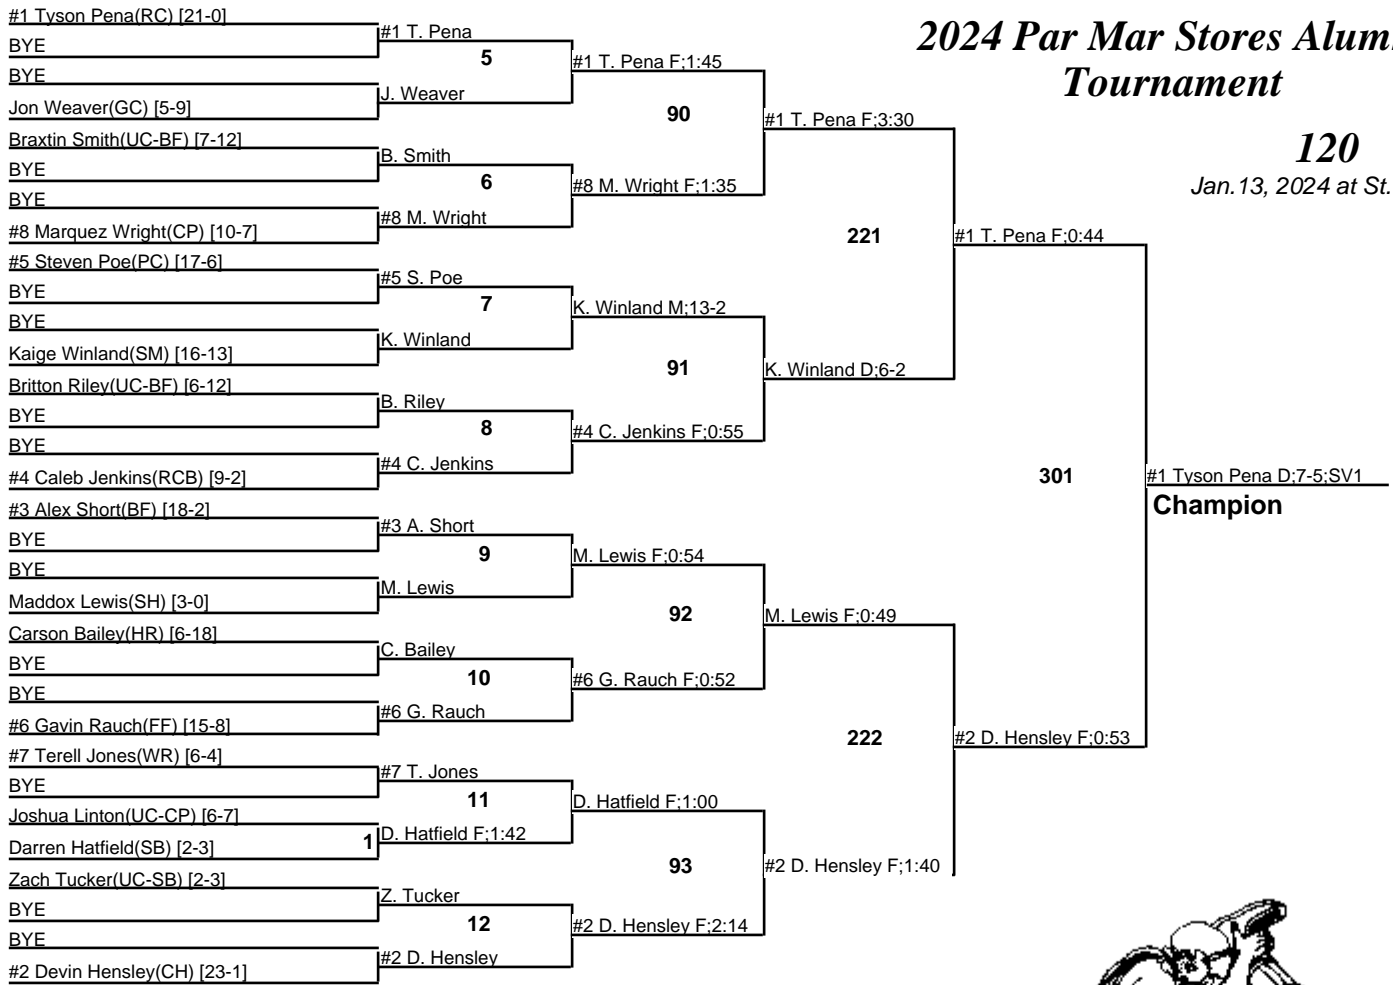 2024 Par Mar Stores Alum
Tournament
120
Jan.13, 2024 at St.
#1 Tyson Pena(RC) [21-0]
BYE
BYE
Jon Weaver(GC) [5-9]
Braxtin Smith(UC-BF) [7-12]
BYE
BYE
#8 Marquez Wright(CP) [10-7]
#5 Steven Poe(PC) [17-6]
BYE
BYE
Kaige Winland(SM) [16-13]
Britton Riley(UC-BF) [6-12]
BYE
BYE
#4 Caleb Jenkins(RCB) [9-2]
#3 Alex Short(BF) [18-2]
BYE
BYE
Maddox Lewis(SH) [3-0]
Carson Bailey(HR) [6-18]
BYE
BYE
#6 Gavin Rauch(FF) [15-8]
#7 Terell Jones(WR) [6-4]
BYE
Joshua Linton(UC-CP) [6-7]
Darren Hatfield(SB) [2-3]
1
Zach Tucker(UC-SB) [2-3]
BYE
BYE
#2 Devin Hensley(CH) [23-1]
#1 T. Pena
5
J. Weaver
B. Smith
6
#8 M. Wright
#5 S. Poe
7
K. Winland
B. Riley
8
#4 C. Jenkins
#3 A. Short
9
M. Lewis
C. Bailey
10
#6 G. Rauch
#7 T. Jones
11
D. Hatfield F;1:42
Z. Tucker
12
#2 D. Hensley
#1 T. Pena F;1:45
90
#8 M. Wright F;1:35
K. Winland M;13-2
91
#4 C. Jenkins F;0:55
M. Lewis F;0:54
92
#6 G. Rauch F;0:52
D. Hatfield F;1:00
93
#2 D. Hensley F;2:14
#1 T. Pena F;3:30
221
K. Winland D;6-2
M. Lewis F;0:49
222
#2 D. Hensley F;1:40
#1 T. Pena F;0:44
301
#2 D. Hensley F;0:53
#1 Tyson Pena D;7-5;SV1
Champion